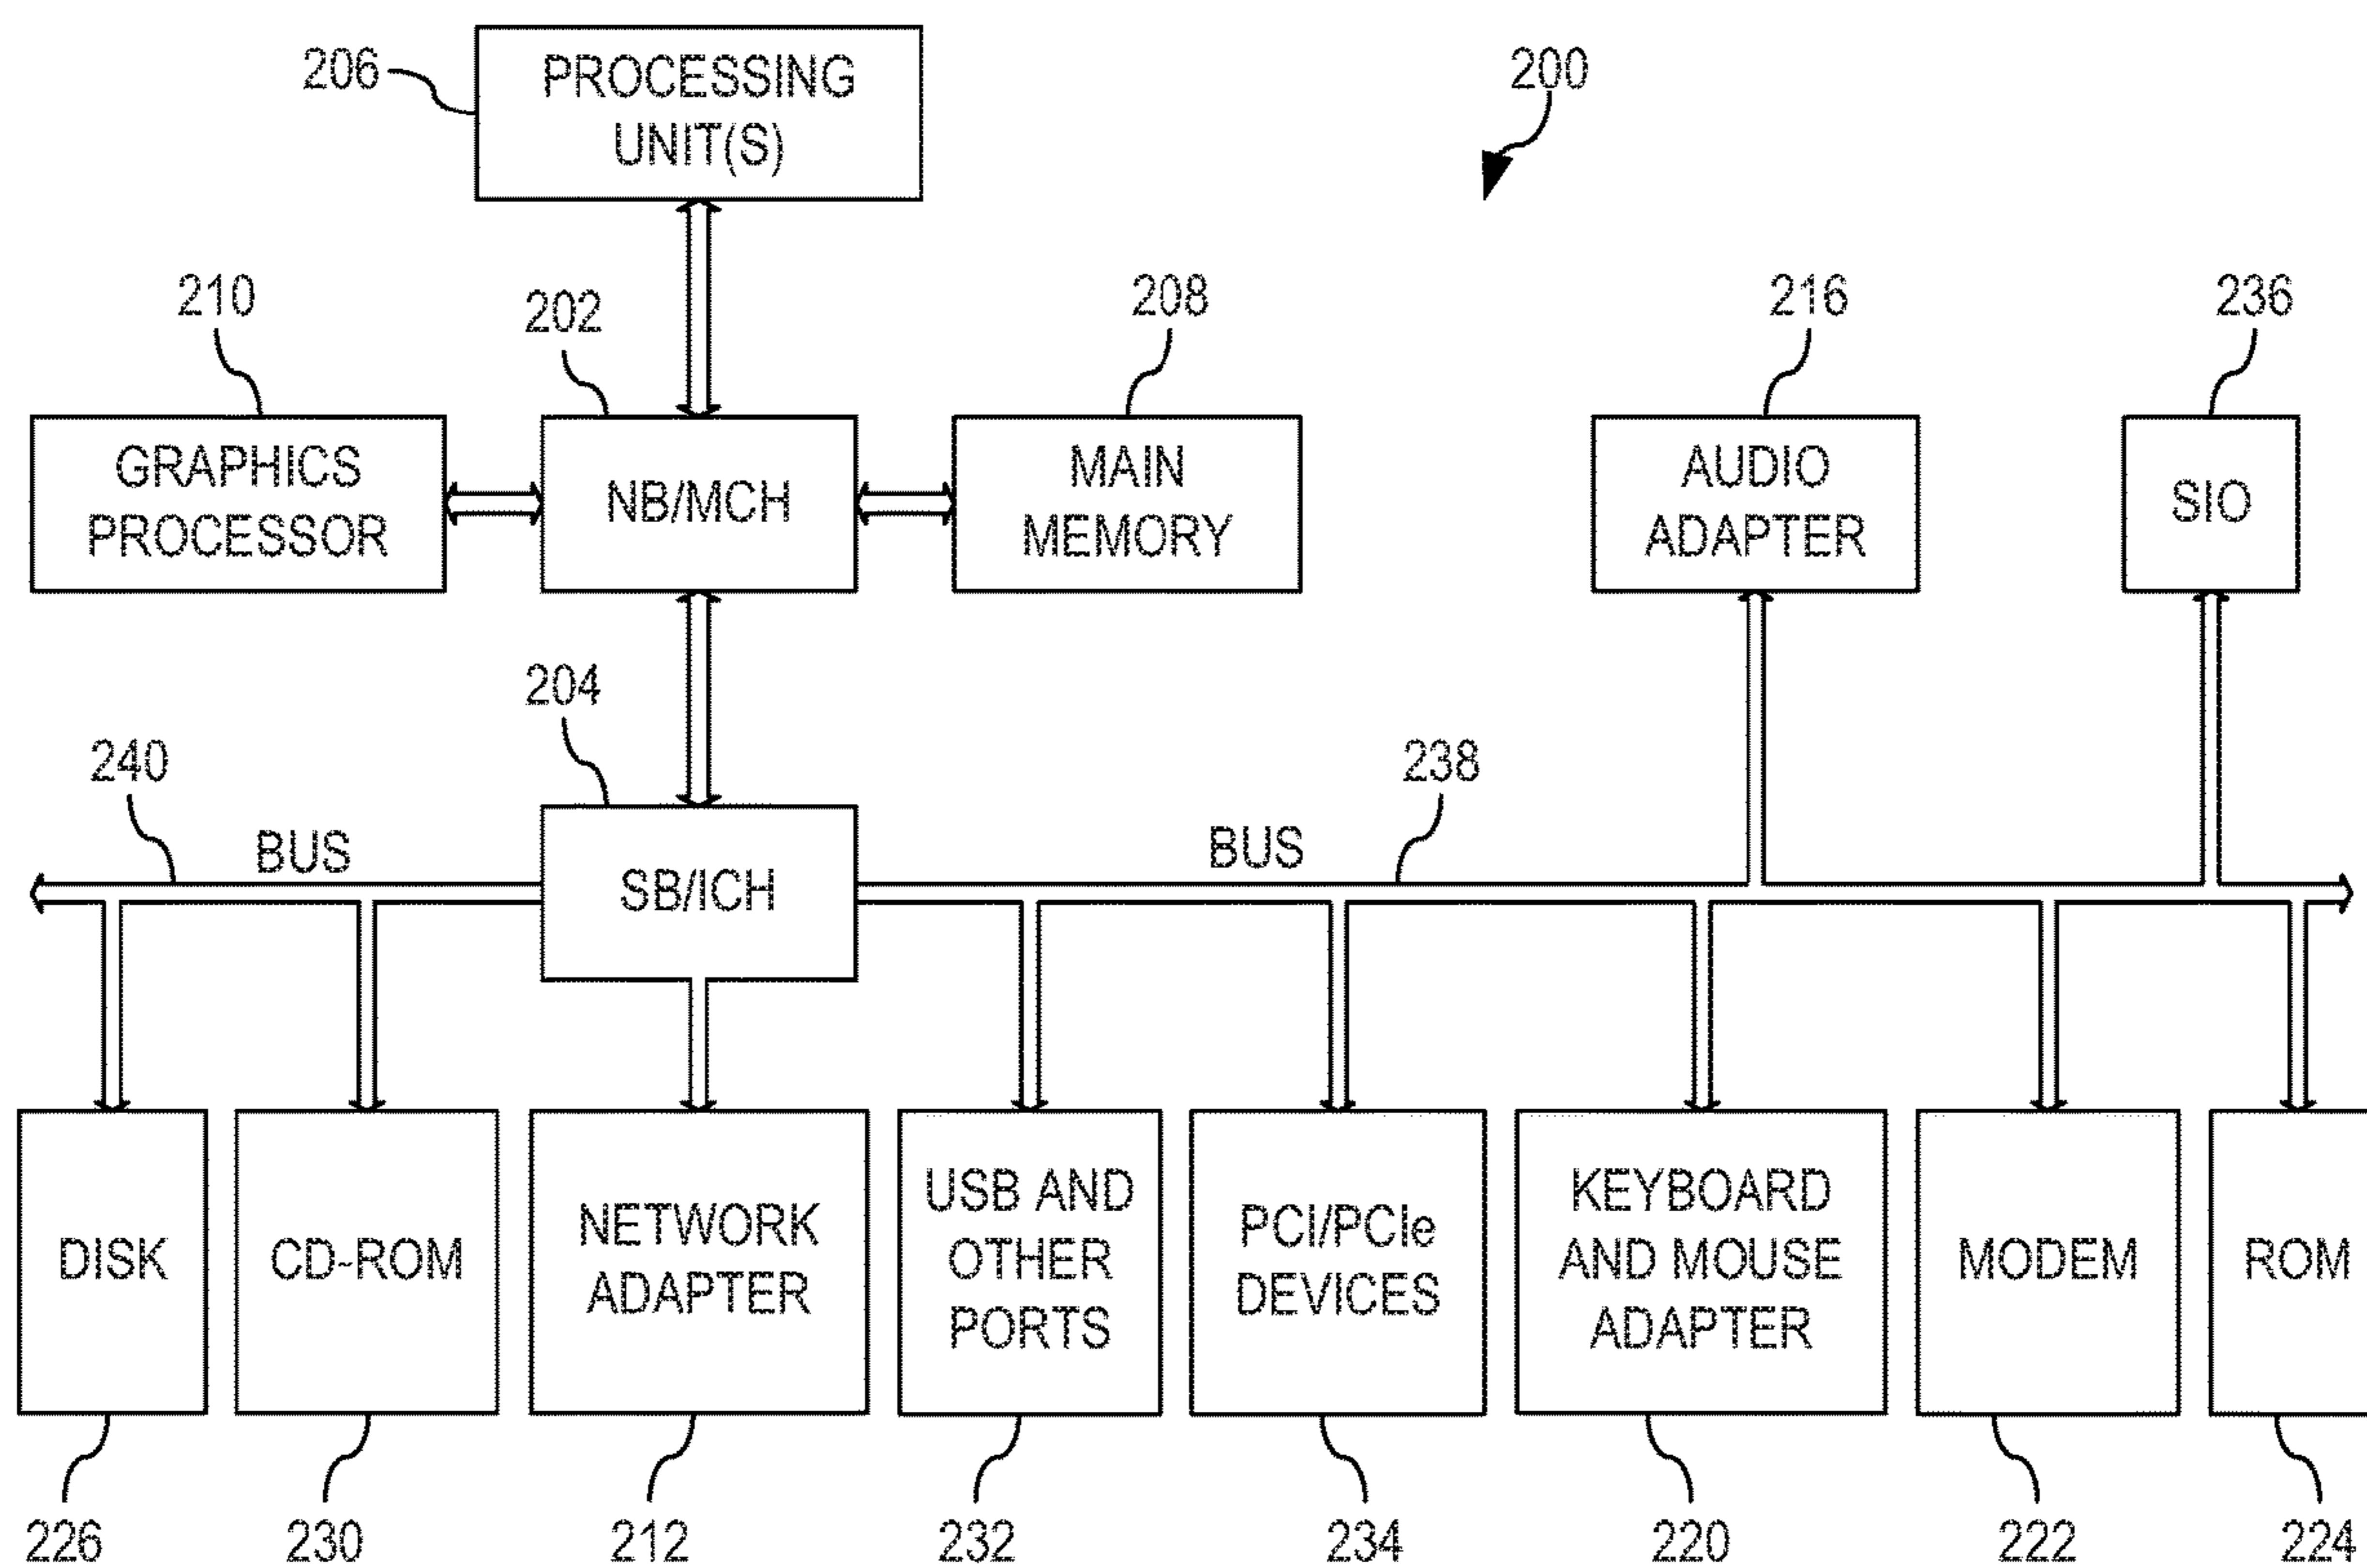 206
PROCESSING
UNIT(S)
200
210
202
208
216
236
GRAPHICS
PROCESSOR
NB/MCH
MAIN
MEMORY
AUDIO
ADAPTER
SIO
204
240
238
BUS
BUS
SB/ICH
DISK
CD-ROM
NETWORK
ADAPTER
USB AND
OTHER
PORTS
PCI/PCIe
DEVICES
KEYBOARD
AND MOUSE
ADAPTER
MODEM
ROM
226
230
212
232
234
220
222
224